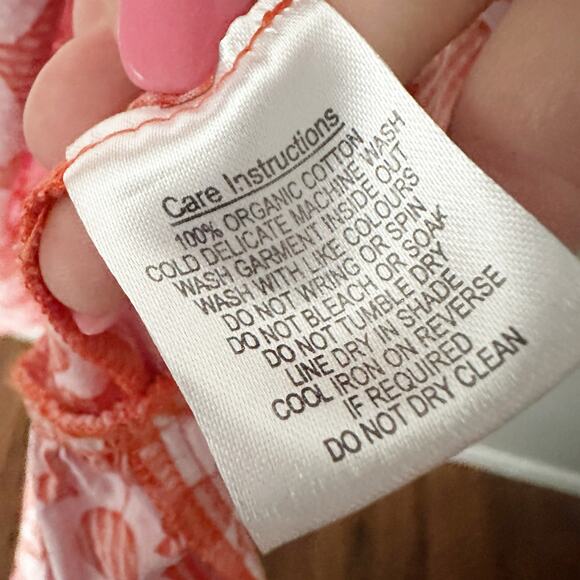 Care Instructions
100% ORGANIC COTTON
COLD DELICATE MACHINE WASH
WASH GARMENT INSIDE OUT
WASH WITH LIKE COLOURS
DO NOT WRING OR SPIN
DO NOT BLEACH OR SOAK
DO NOT TUMBLE DRY
LINE DRY IN SHADE
COOL IRON ON REVERSE
IF REQUIRED
DO NOT DRY CLEAN